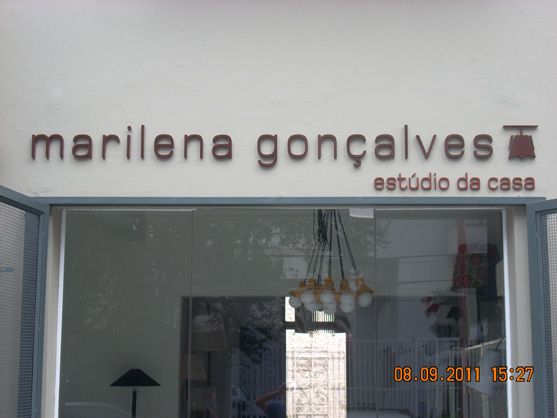 marilena gonçalves
estúdio da casa
08.09.2011 15:27